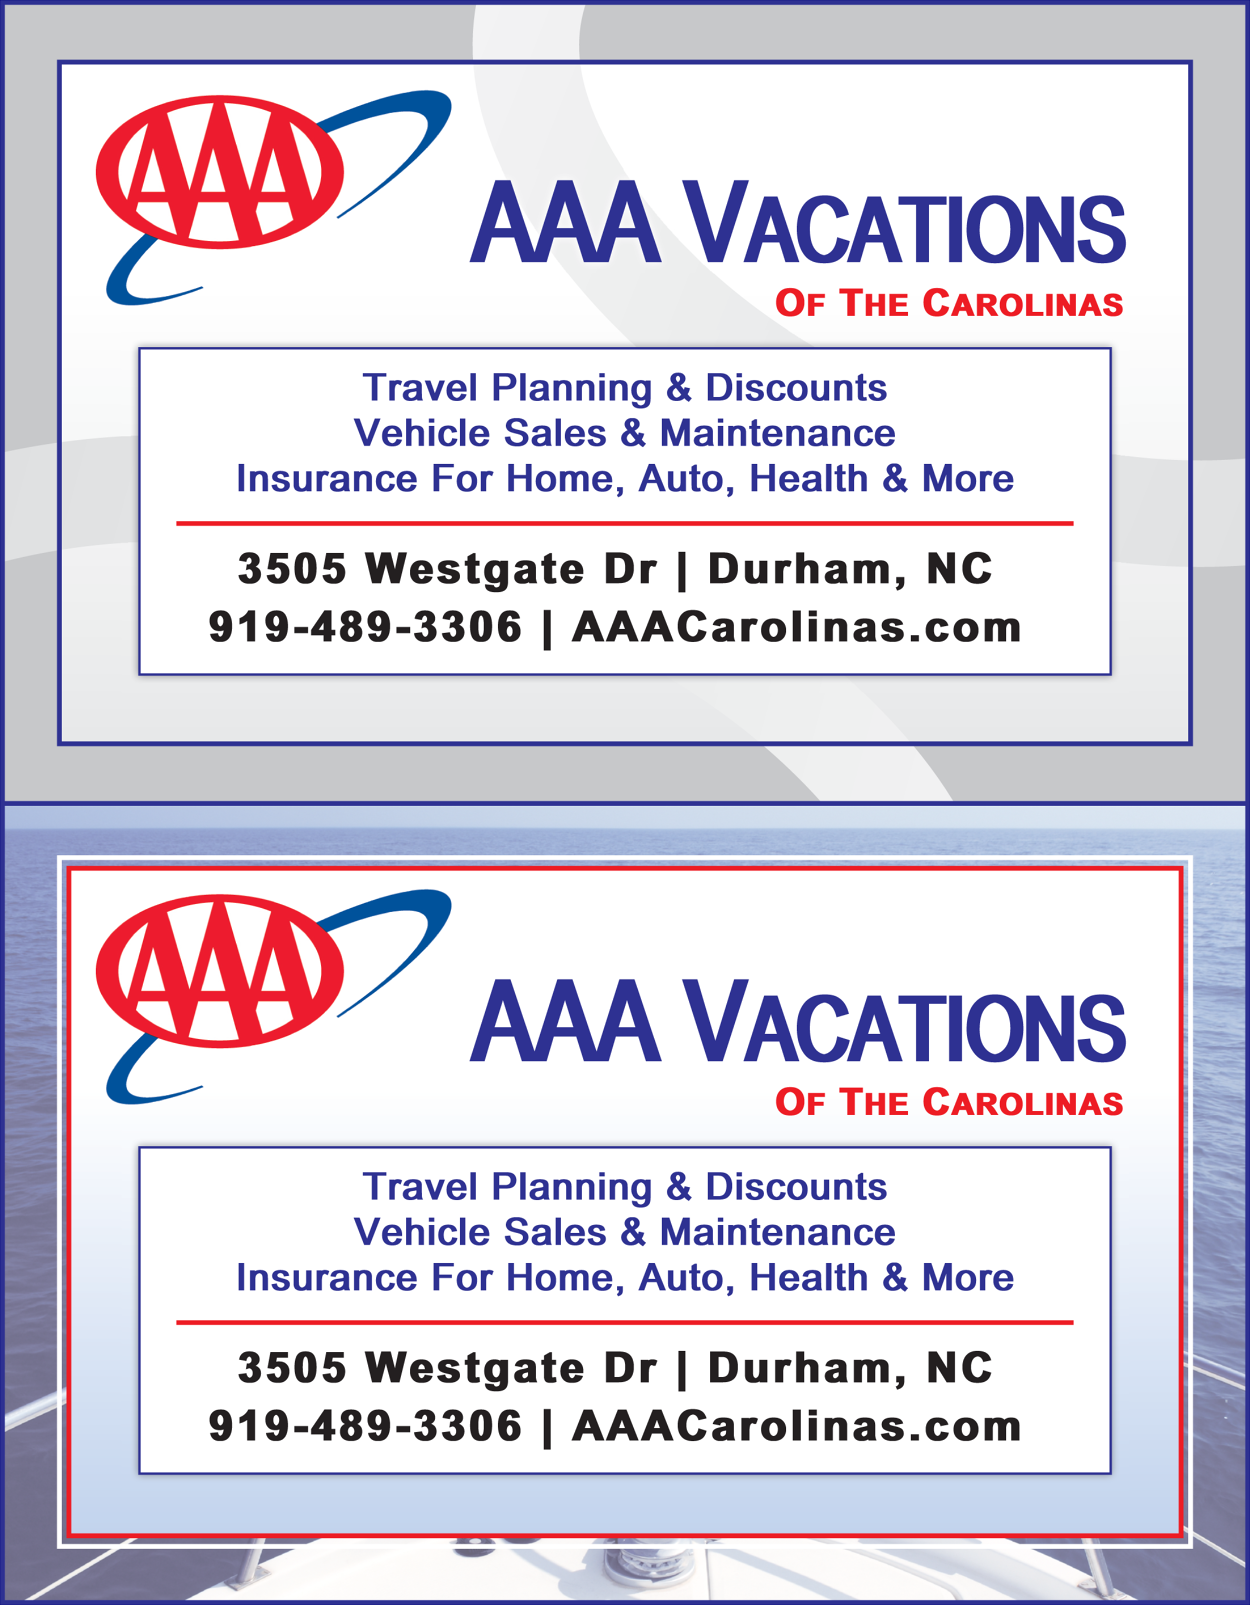 AAA
AAA VACATIONS
OF THE CAROLINAS
Travel Planning & Discounts
Vehicle Sales & Maintenance
Insurance For Home, Auto, Health & More
3505 Westgate Dr | Durham, NC
919-489-3306 | AAACarolinas.com
AAA
AAA VACATIONS
OF THE CAROLINAS
Travel Planning & Discounts
Vehicle Sales & Maintenance
Insurance For Home, Auto, Health & More
3505 Westgate Dr | Durham, NC
919-489-3306 | AAACarolinas.com